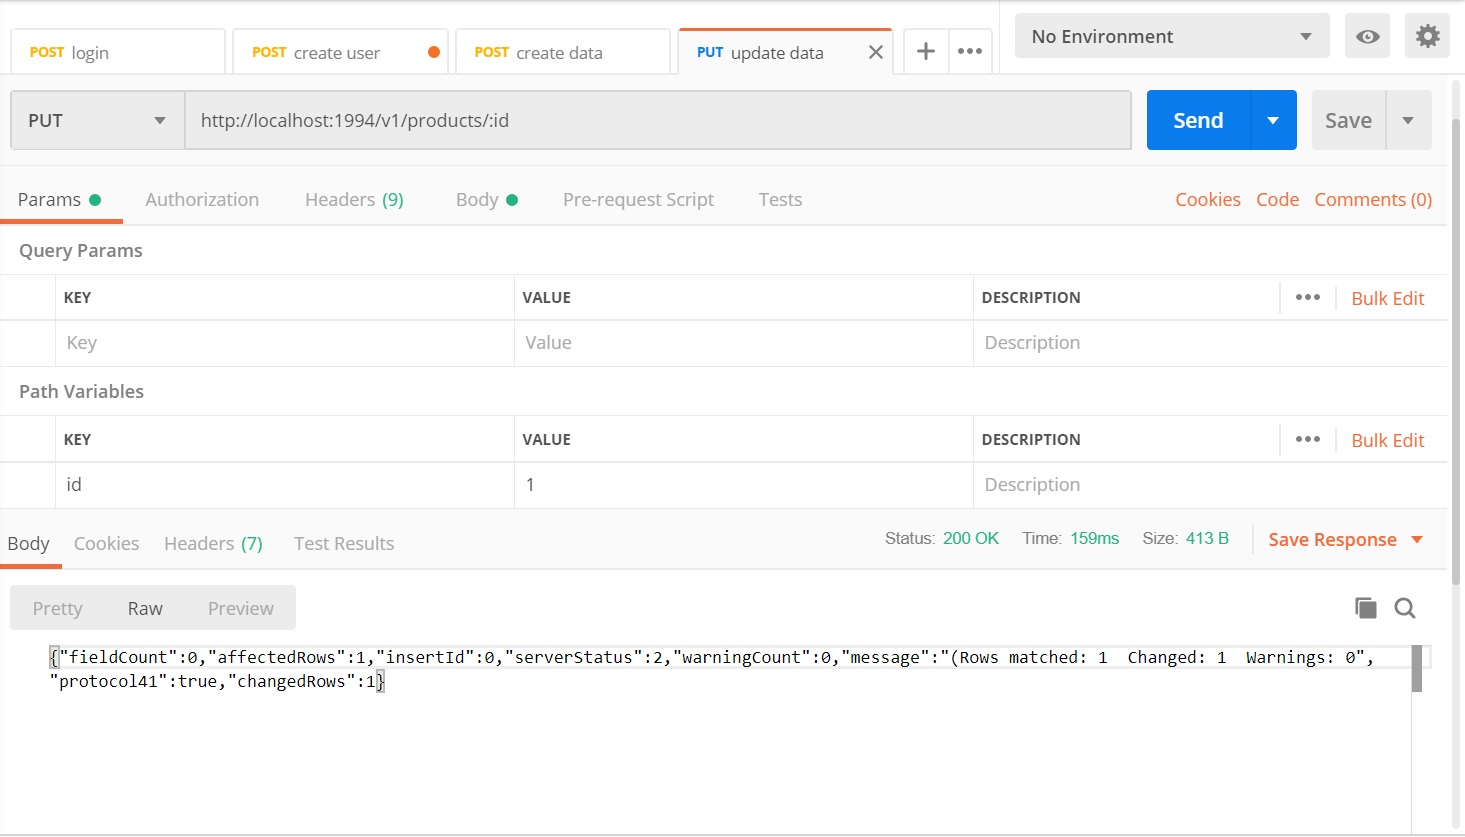 POST login POST create user POST create data PUT update data No Environment
PUT http://localhost:1994/v1/products/:id Send Save
Params Authorization Headers (9) Body Pre-request Script Tests Cookies Code Comments (0)
Query Params
KEY VALUE DESCRIPTION Bulk Edit
Key Value Description
Path Variables
KEY VALUE DESCRIPTION Bulk Edit
id 1 Description
Body Cookies Headers (7) Test Results Status: 200 OK Time: 159ms Size: 413 B Save Response
Pretty Raw Preview
{"fieldCount":0,"affectedRows":1,"insertId":0,"serverStatus":2,"warningCount":0,"message":"(Rows matched: 1  Changed: 1  Warnings: 0",
"protocol41":true,"changedRows":1}